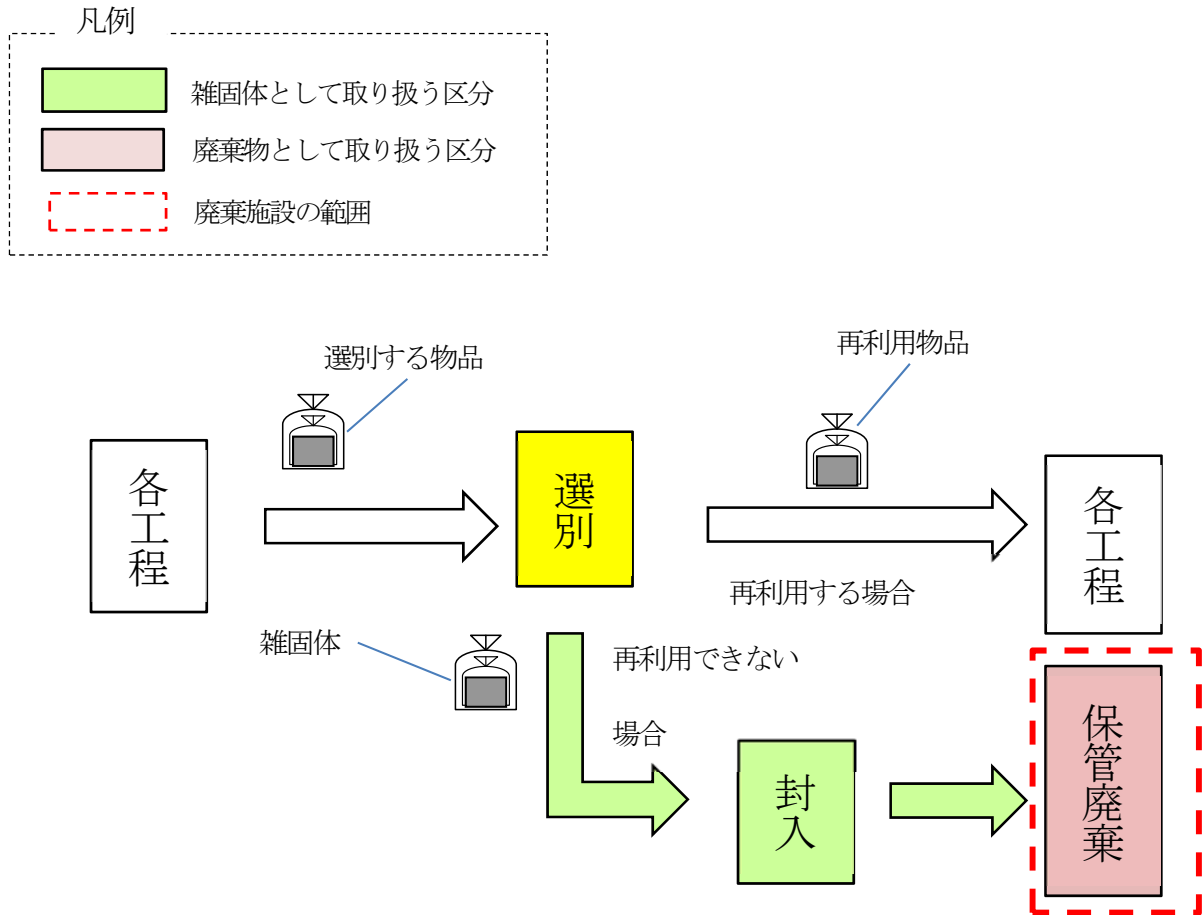 凡例
雑固体として取り扱う区分
廃棄物として取り扱う区分
廃棄施設の範囲
選別する物品
再利用物品
各工程
選別
各工程
再利用する場合
雑固体
再利用できない
場合
封入
保管廃棄